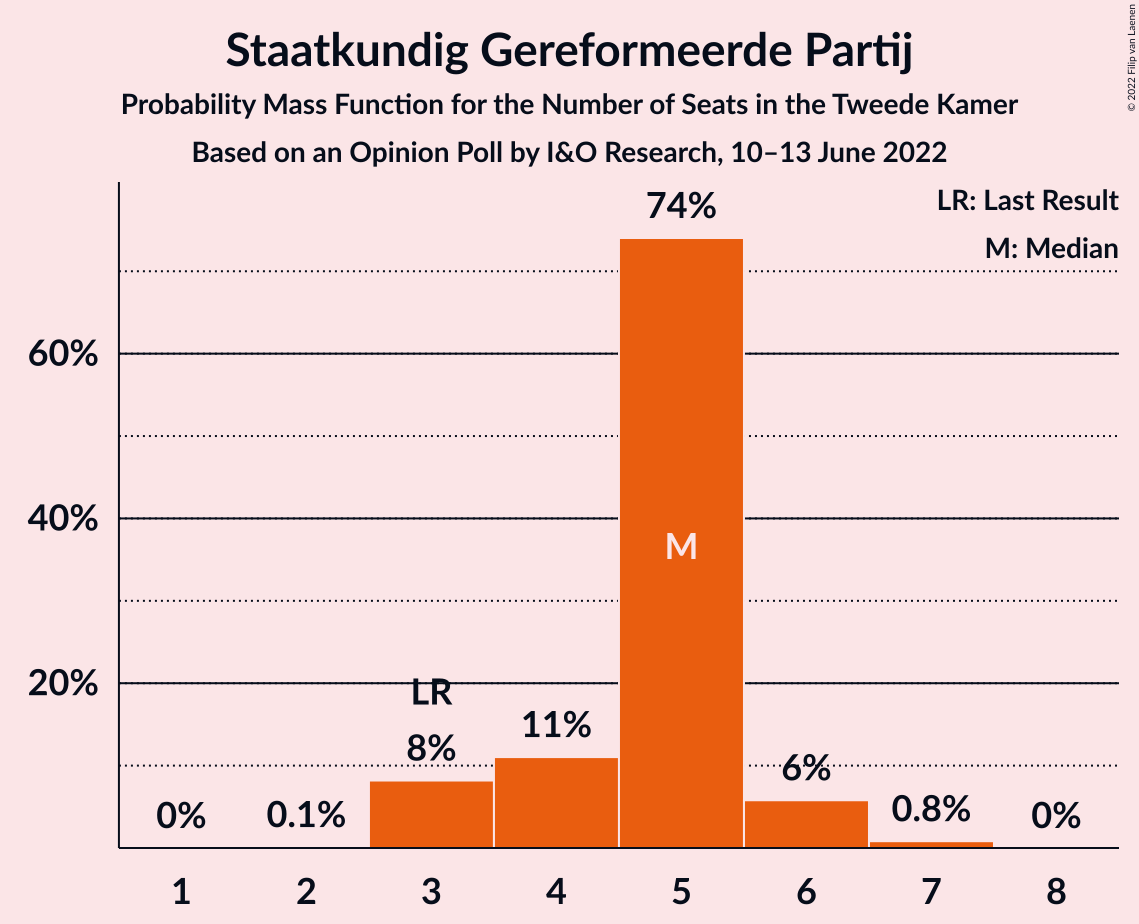 Staatkundig Gereformeerde Partij
Probability Mass Function for the Number of Seats in the Tweede Kamer
Based on an Opinion Poll by I&O Research, 10–13 June 2022
© 2022 Filip van Laenen
LR: Last Result
M: Median
74%
60%
40%
M
20%
LR
8%
11%
6%
0%
0.1%
0.8%
0%
1 2 3 4 5 6 7 8